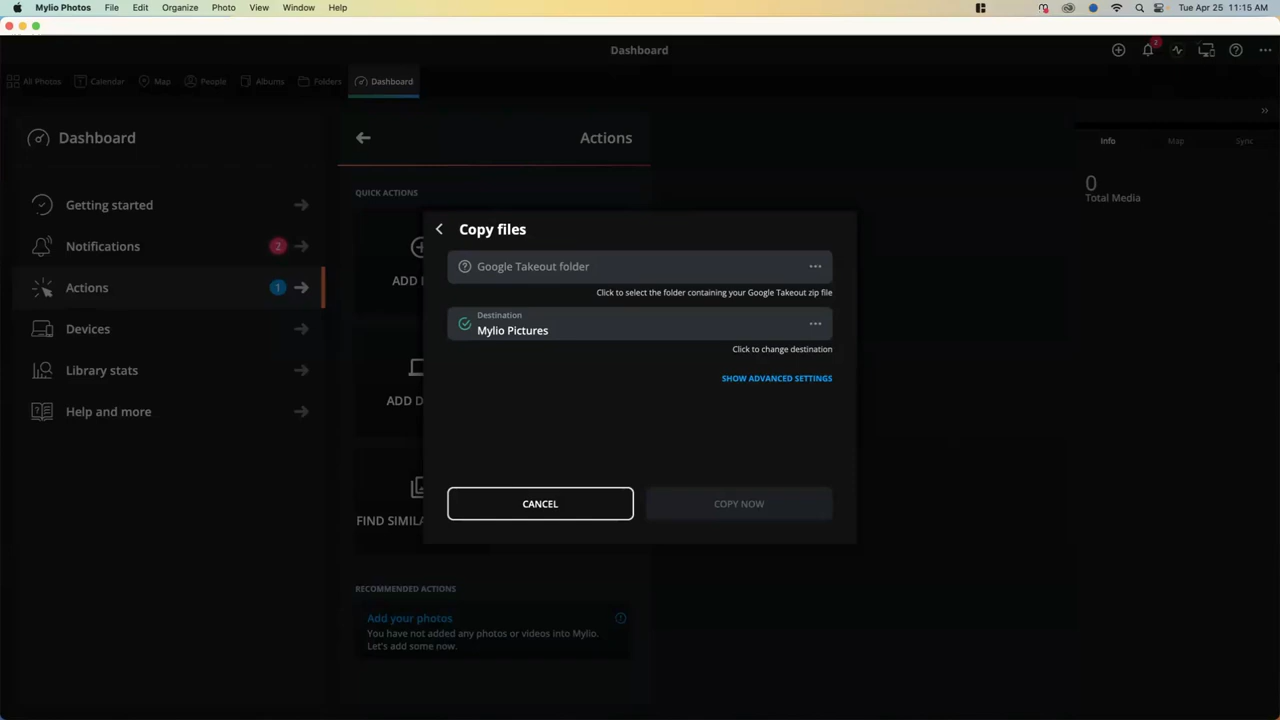 Mylio Photos File Edit Organize Photo View Window Help
Tue Apr 25 11:15 AM
Dashboard
2
All Photos Calendar Map People Albums Folders Dashboard
Dashboard
Getting started
Notifications 2
Actions 1
Devices
Library stats
Help and more
Actions
QUICK ACTIONS
ADD
ADD D
FIND SIMIL
RECOMMENDED ACTIONS
Add your photos
You have not added any photos or videos into Mylio.
Let's add some now.
Copy files
Google Takeout folder
Click to select the folder containing your Google Takeout zip file
Destination
Mylio Pictures
Click to change destination
SHOW ADVANCED SETTINGS
CANCEL
COPY NOW
Info Map Sync
0
Total Media